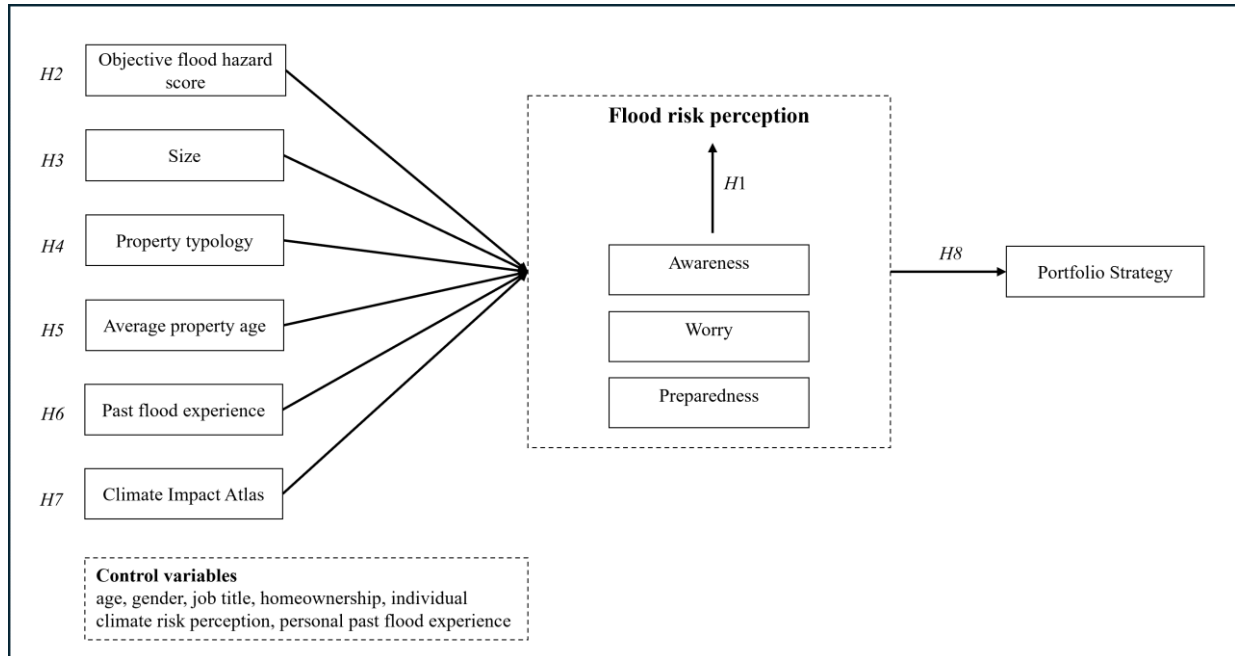 H2
Objective flood hazard
score
H3
Size
H4
Property typology
H5
Average property age
H6
Past flood experience
H7
Climate Impact Atlas
Control variables
age, gender, job title, homeownership, individual
climate risk perception, personal past flood experience
Flood risk perception
H1
Awareness
Worry
Preparedness
H8
Portfolio Strategy